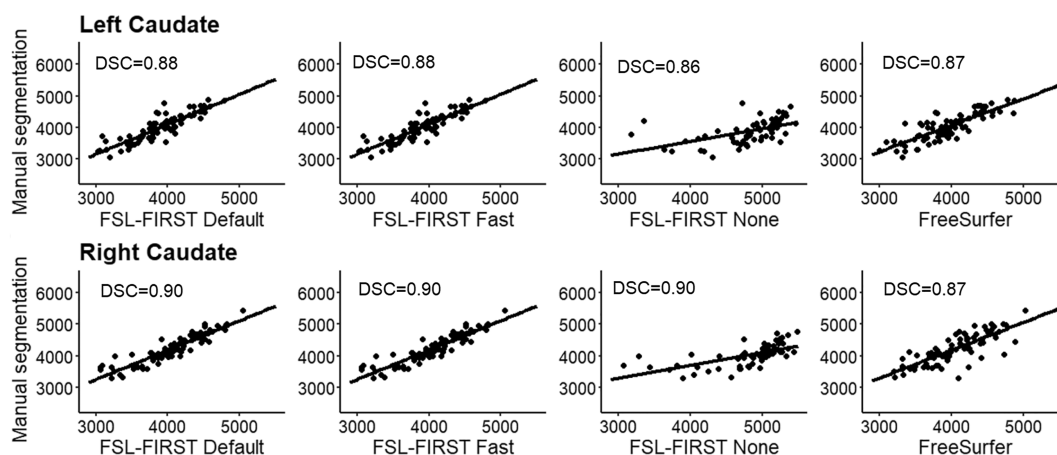 Left Caudate
Manual segmentation
6000
5000
4000
3000
DSC=0.88
3000 4000 5000
FSL-FIRST Default
6000
5000
4000
3000
DSC=0.88
3000 4000 5000
FSL-FIRST Fast
6000
5000
4000
3000
DSC=0.86
3000 4000 5000
FSL-FIRST None
6000
5000
4000
3000
DSC=0.87
3000 4000 5000
FreeSurfer
Right Caudate
Manual segmentation
6000
5000
4000
3000
DSC=0.90
3000 4000 5000
FSL-FIRST Default
6000
5000
4000
3000
DSC=0.90
3000 4000 5000
FSL-FIRST Fast
6000
5000
4000
3000
DSC=0.90
3000 4000 5000
FSL-FIRST None
6000
5000
4000
3000
DSC=0.87
3000 4000 5000
FreeSurfer